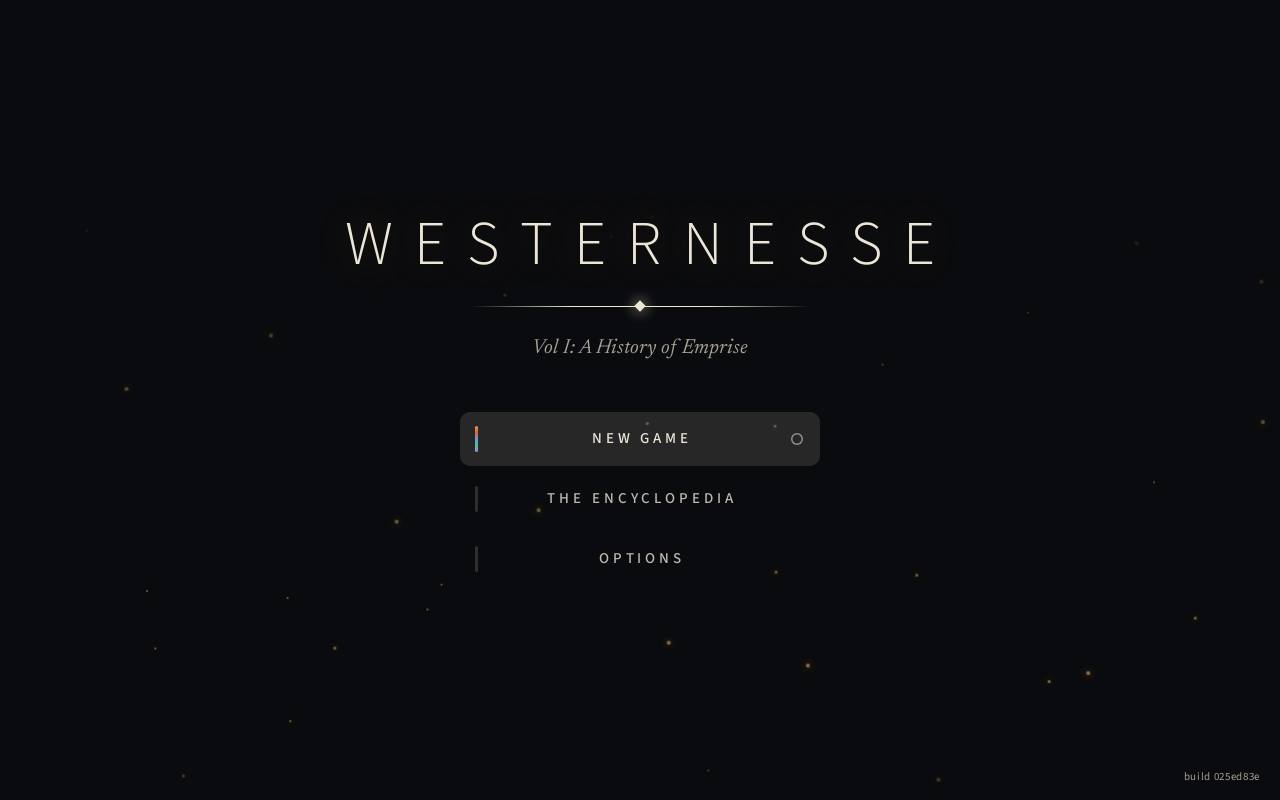 WESTERNESSE
Vol I: A History of Emprise
NEW GAME
THE ENCYCLOPEDIA
OPTIONS
build 025ed83e